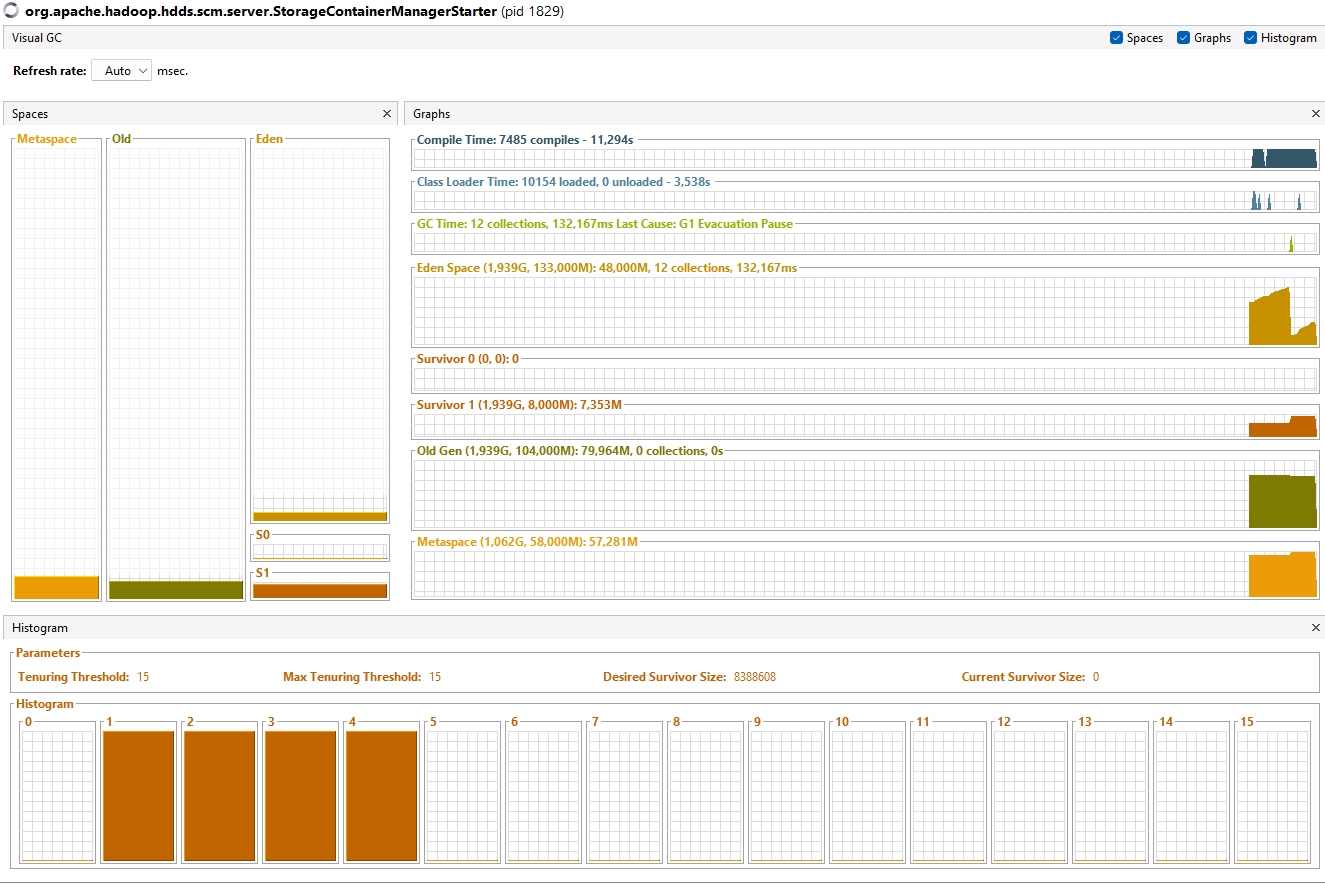 org.apache.hadoop.hdds.scm.server.StorageContainerManagerStarter (pid 1829)
Visual GC
Spaces Graphs Histogram
Refresh rate: Auto msec.
Spaces
Metaspace Old Eden
S0
S1
Graphs
Compile Time: 7485 compiles - 11,294s
Class Loader Time: 10154 loaded, 0 unloaded - 3,538s
GC Time: 12 collections, 132,167ms Last Cause: G1 Evacuation Pause
Eden Space (1,939G, 133,000M): 48,000M, 12 collections, 132,167ms
Survivor 0 (0, 0): 0
Survivor 1 (1,939G, 8,000M): 7,353M
Old Gen (1,939G, 104,000M): 79,964M, 0 collections, 0s
Metaspace (1,062G, 58,000M): 57,281M
Histogram
Parameters
Tenuring Threshold: 15 Max Tenuring Threshold: 15 Desired Survivor Size: 8388608 Current Survivor Size: 0
Histogram
0 1 2 3 4 5 6 7 8 9 10 11 12 13 14 15